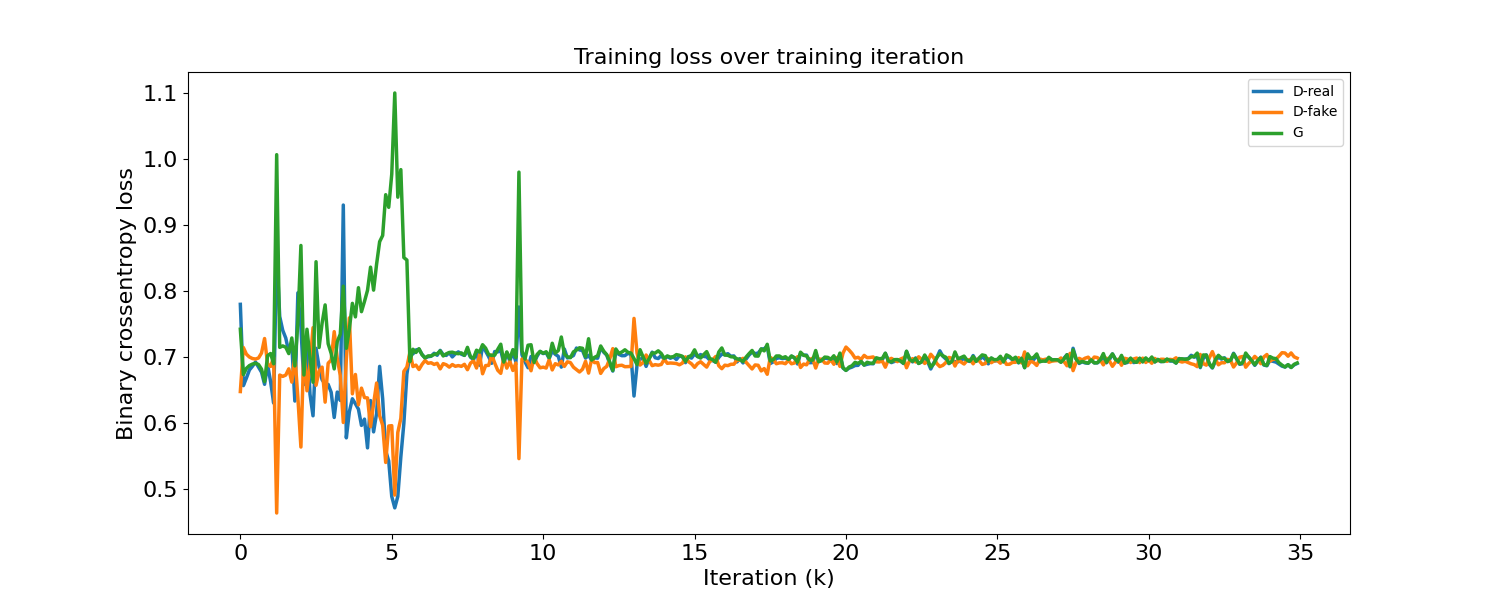 Training loss over training iteration
Binary crossentropy loss
1.1
1.0
0.9
0.8
0.7
0.6
0.5
D-real
D-fake
G
0 5 10 15 20 25 30 35
Iteration (k)